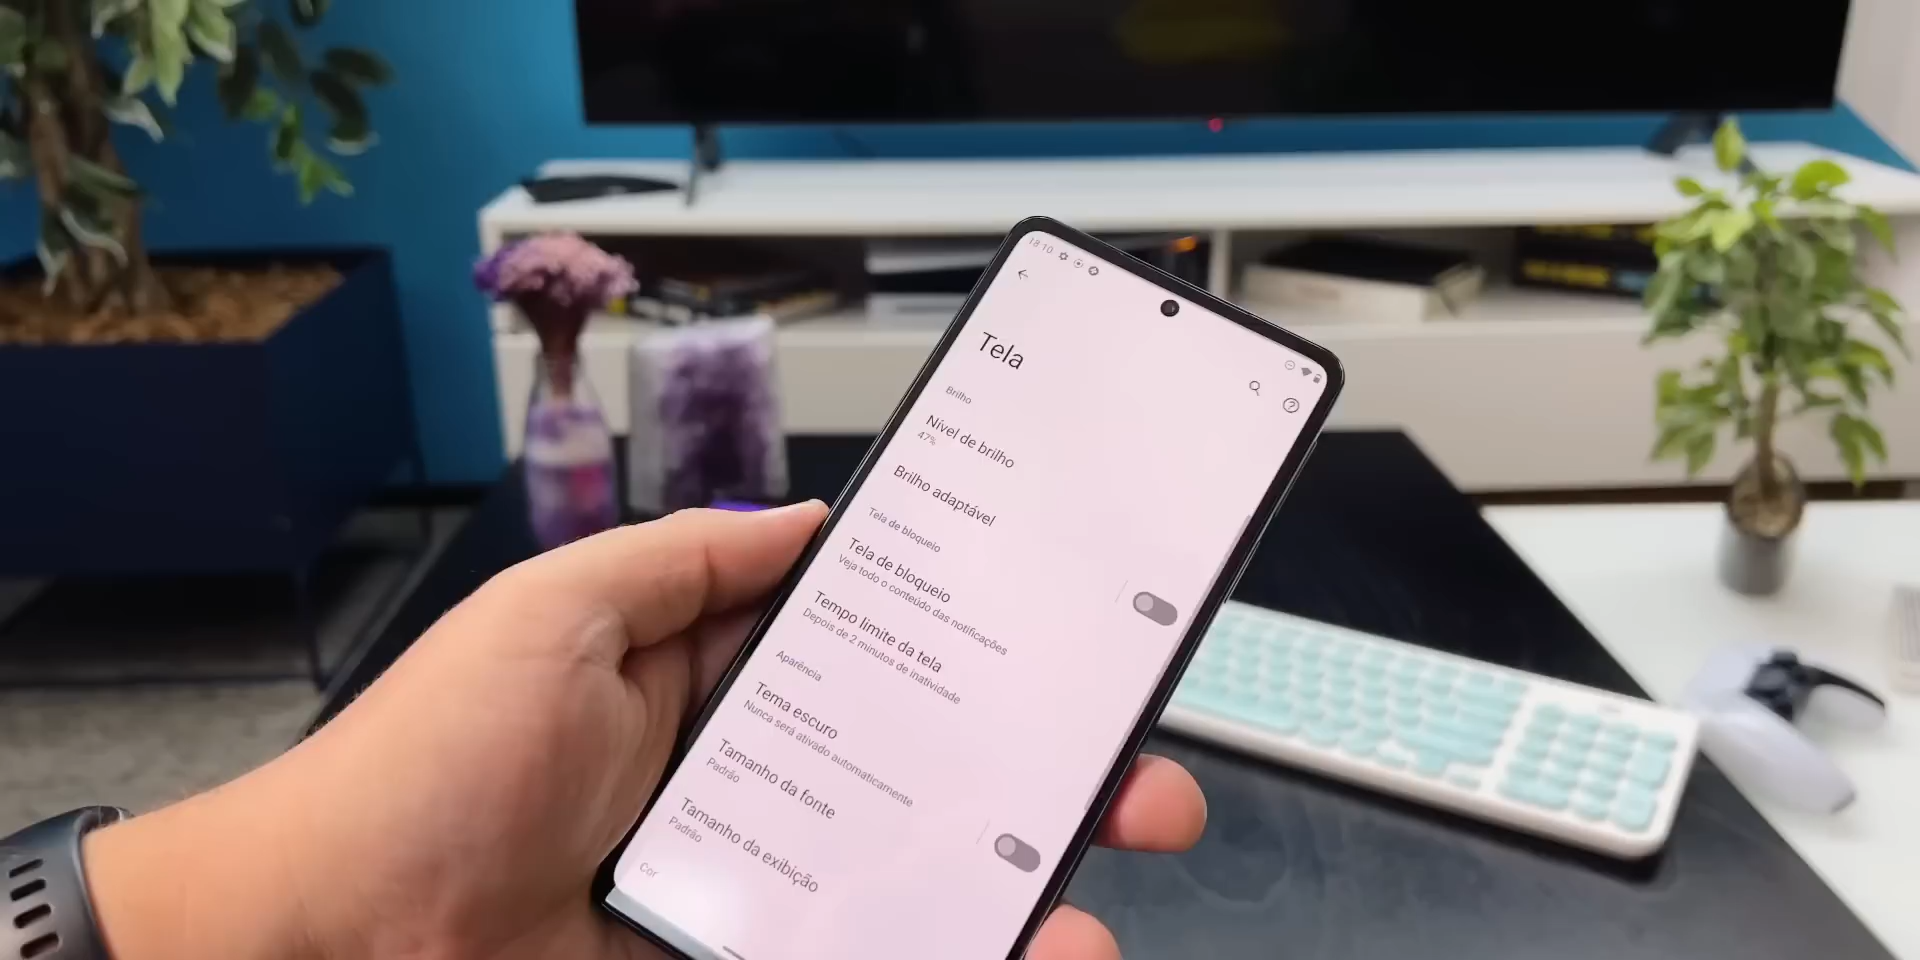 18:10
Tela
Brilho
Nível de brilho
47%
Brilho adaptável
Tela de bloqueio
Tela de bloqueio
Veja todo o conteúdo das notificações
Tempo limite da tela
Depois de 2 minutos de inatividade
Aparência
Tema escuro
Nunca será ativado automaticamente
Tamanho da fonte
Padrão
Tamanho da exibição
Padrão
Cor